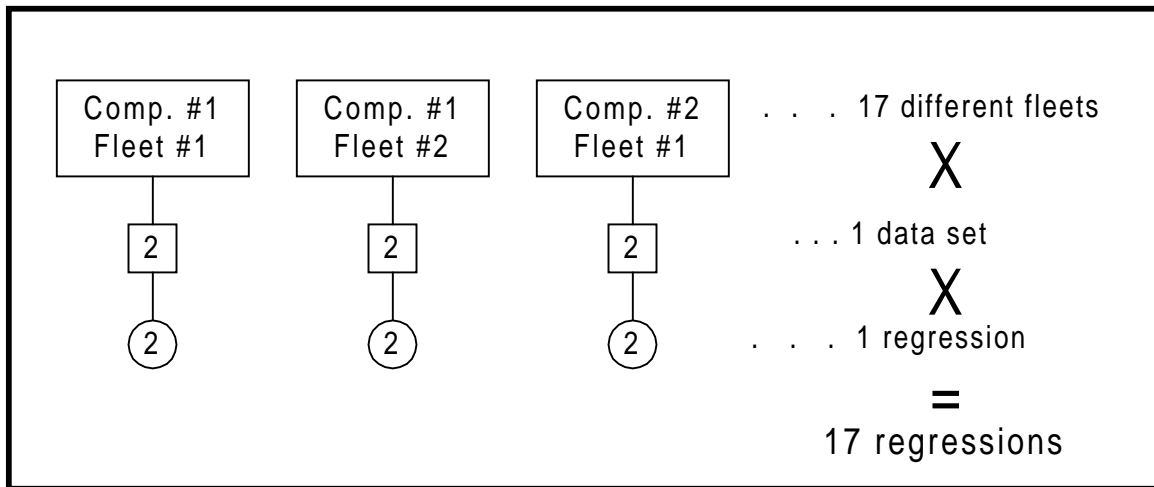 Comp. #1
Fleet #1
Comp. #1
Fleet #2
Comp. #2
Fleet #1
. . . 17 different fleets
X
2
2
2
. . . 1 data set
X
2
2
2
. . . 1 regression
=
17 regressions